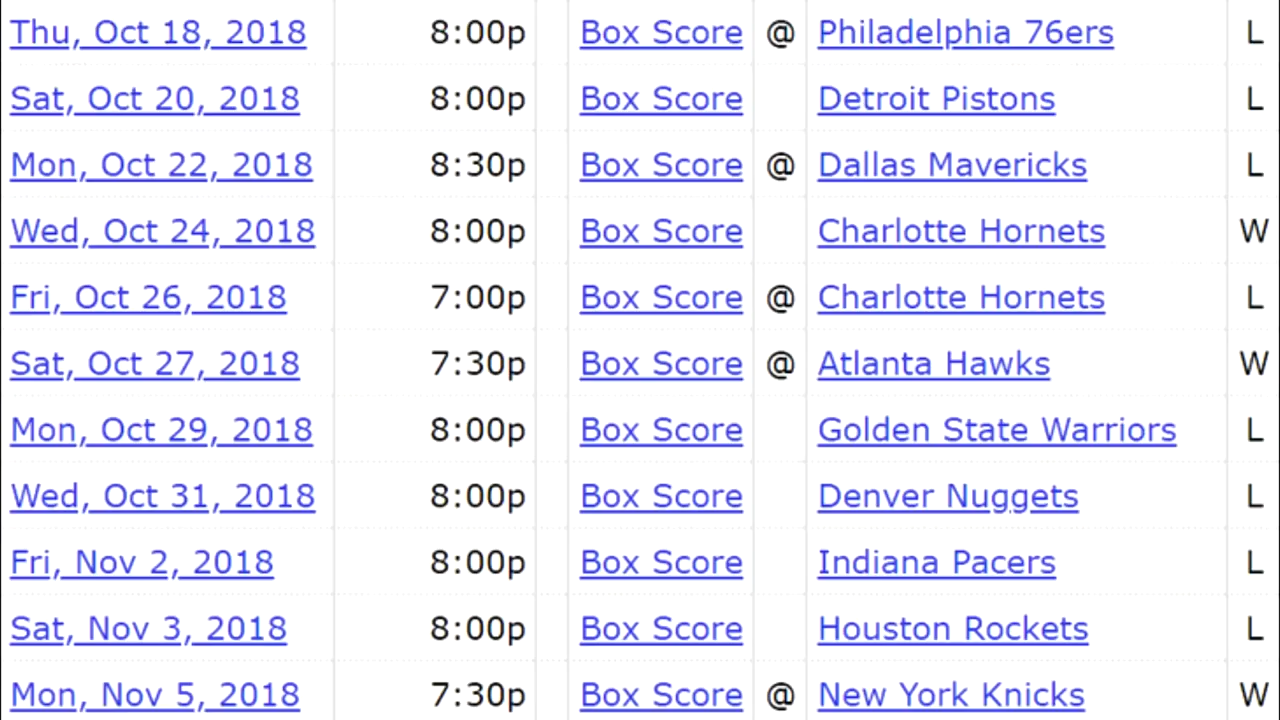 Thu, Oct 18, 2018 8:00p Box Score @ Philadelphia 76ers L
Sat, Oct 20, 2018 8:00p Box Score Detroit Pistons L
Mon, Oct 22, 2018 8:30p Box Score @ Dallas Mavericks L
Wed, Oct 24, 2018 8:00p Box Score Charlotte Hornets W
Fri, Oct 26, 2018 7:00p Box Score @ Charlotte Hornets L
Sat, Oct 27, 2018 7:30p Box Score @ Atlanta Hawks W
Mon, Oct 29, 2018 8:00p Box Score Golden State Warriors L
Wed, Oct 31, 2018 8:00p Box Score Denver Nuggets L
Fri, Nov 2, 2018 8:00p Box Score Indiana Pacers L
Sat, Nov 3, 2018 8:00p Box Score Houston Rockets L
Mon, Nov 5, 2018 7:30p Box Score @ New York Knicks W